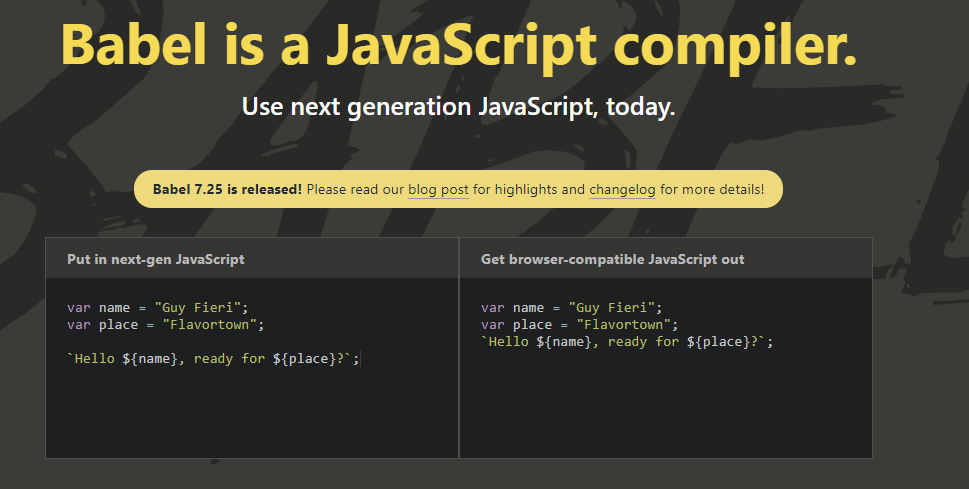 Babel is a JavaScript compiler.
Use next generation JavaScript, today.
Babel 7.25 is released! Please read our blog post for highlights and changelog for more details!
Put in next-gen JavaScript
var name = "Guy Fieri";
var place = "Flavortown";
`Hello ${name}, ready for ${place}?`;
Get browser-compatible JavaScript out
var name = "Guy Fieri";
var place = "Flavortown";
`Hello ${name}, ready for ${place}?`;